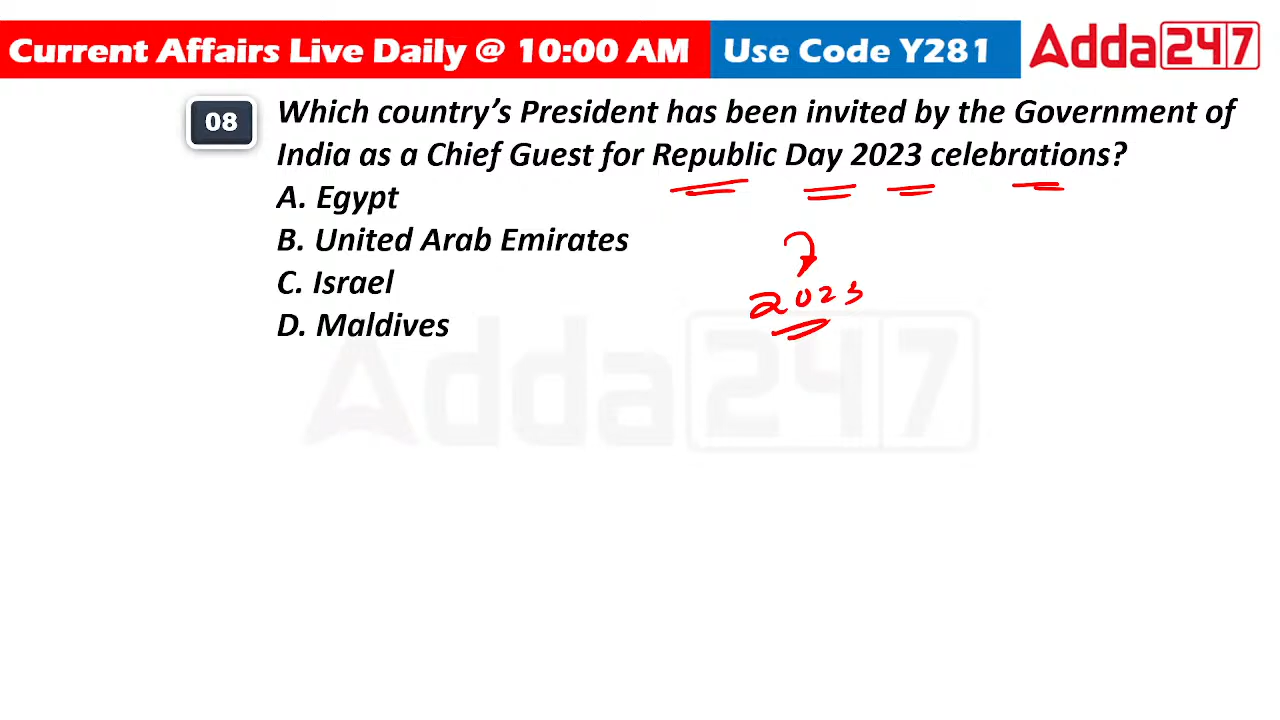 Current Affairs Live Daily @ 10:00 AM
Use Code Y281
Adda247
08
Which country's President has been invited by the Government of
India as a Chief Guest for Republic Day 2023 celebrations?
A. Egypt
B. United Arab Emirates
C. Israel
D. Maldives
7
2023
Adda247